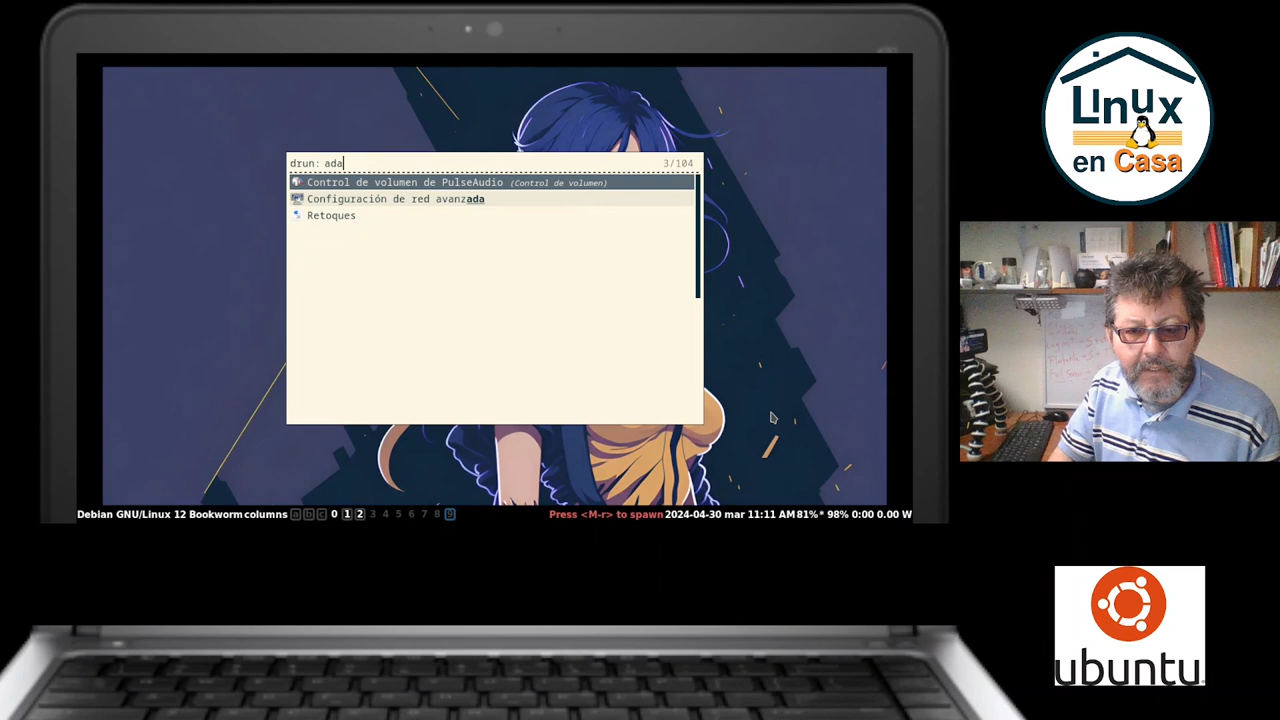 drun: ada
3/104
Control de volumen de PulseAudio (Control de volumen)
Configuración de red avanzada
Retoques
Debian GNU/Linux 12 Bookworm columns a b c 0 1 2 3 4 5 6 7 8 9
Press <M-r> to spawn 2024-04-30 mar 11:11 AM 81%* 98% 0:00 0.00 W
Linux
en Casa
ubuntu